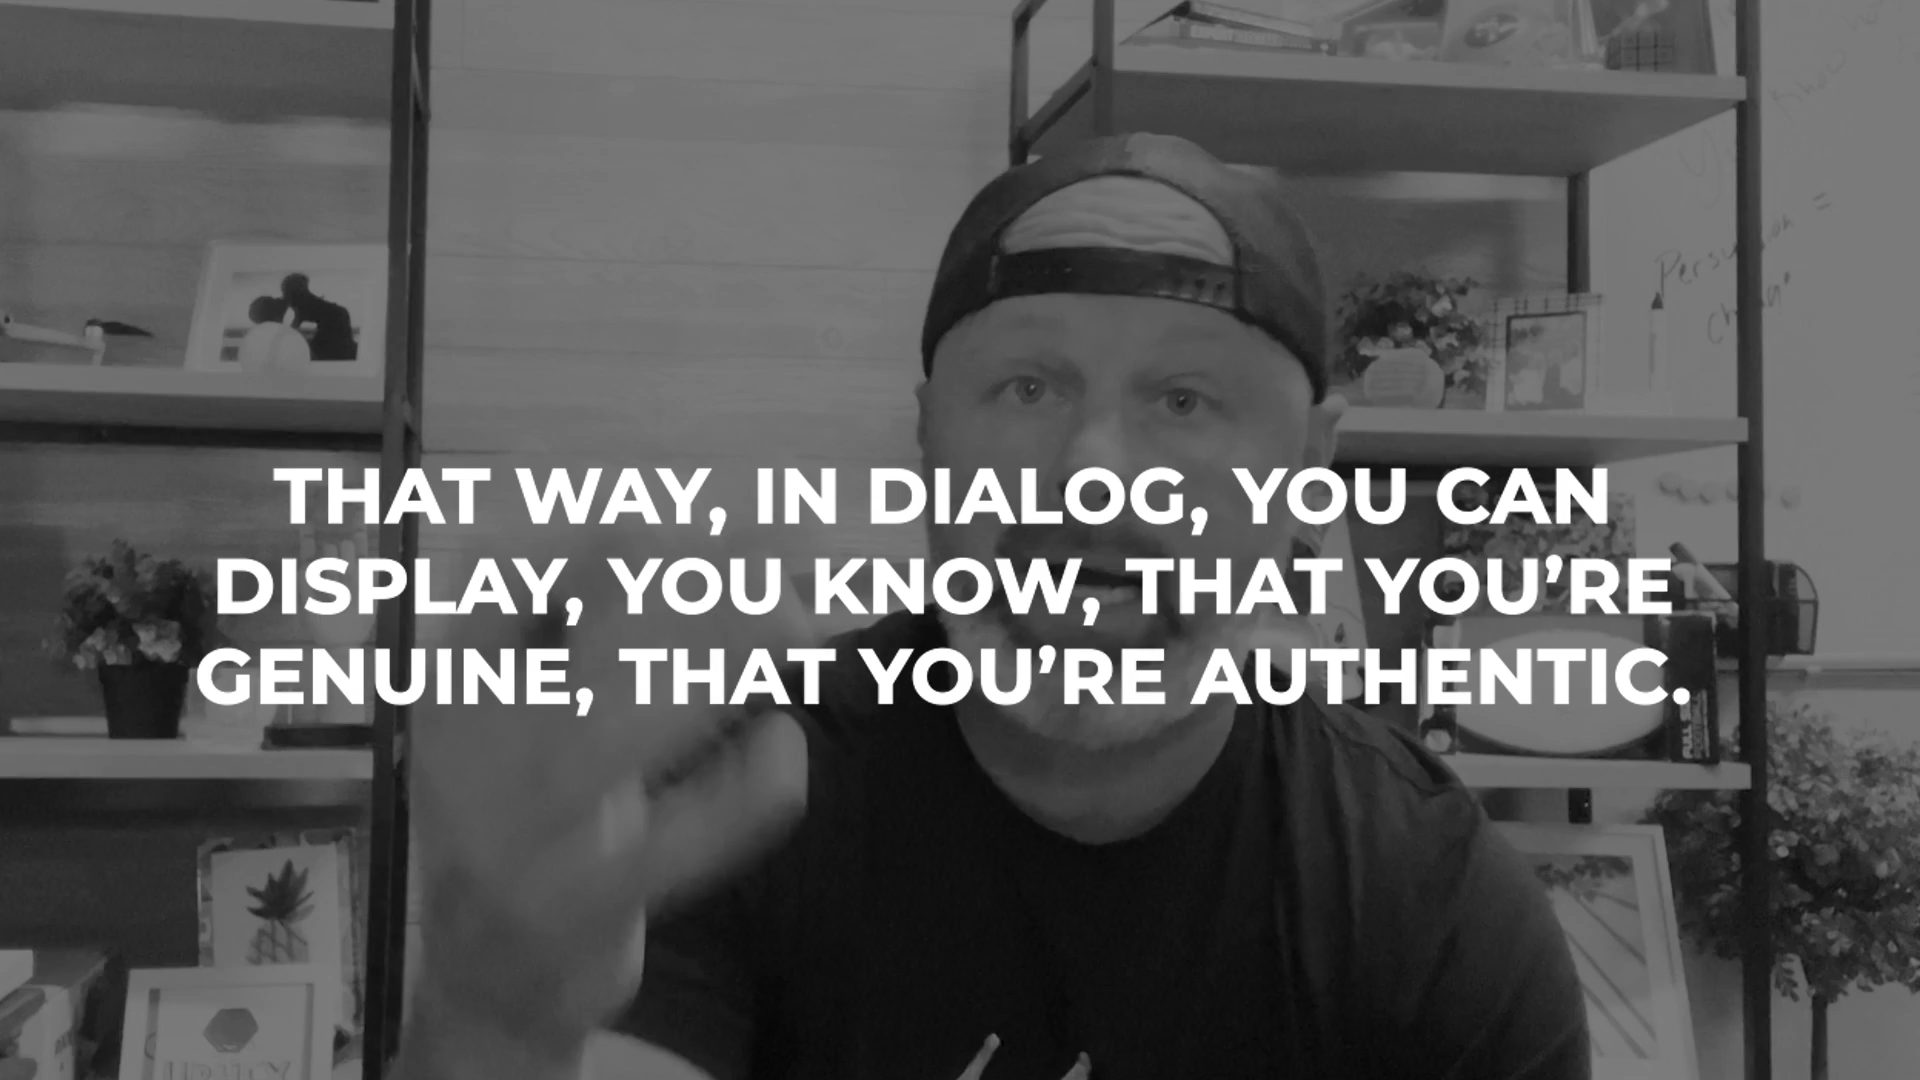 THAT WAY, IN DIALOG, YOU CAN
DISPLAY, YOU KNOW, THAT YOU’RE
GENUINE, THAT YOU’RE AUTHENTIC.